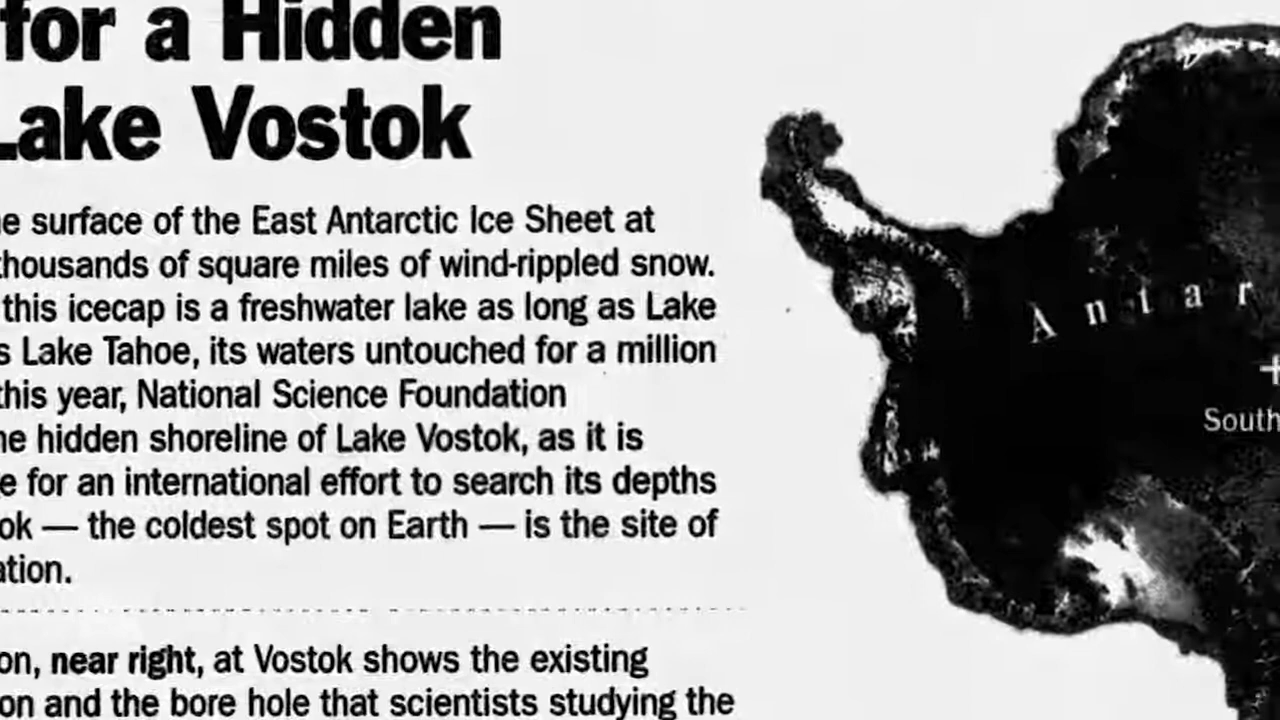 for a Hidden
Lake Vostok
surface of the East Antarctic Ice Sheet at
thousands of square miles of wind-rippled snow.
this icecap is a freshwater lake as long as Lake
Lake Tahoe, its waters untouched for a million
this year, National Science Foundation
hidden shoreline of Lake Vostok, as it is
for an international effort to search its depths
ok — the coldest spot on Earth — is the site of
ation.
on, near right, at Vostok shows the existing
on and the bore hole that scientists studying the
Antar
South